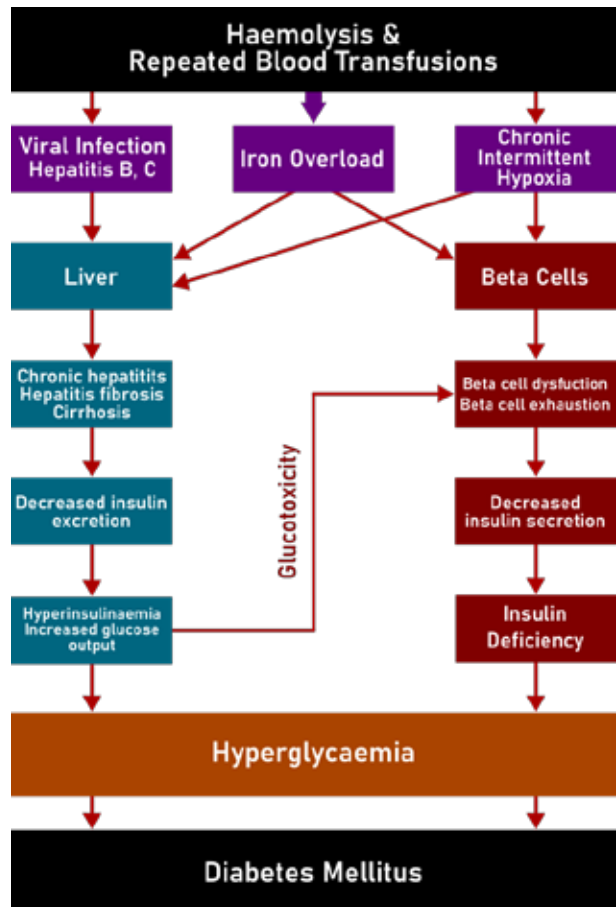 Haemolysis &
Repeated Blood Transfusions
Viral Infection
Hepatitis B, C
Iron Overload
Chronic
Intermittent
Hypoxia
Liver
Beta Cells
Chronic hepatitits
Hepatitis fibrosis
Cirrhosis
Beta cell dysfuction
Beta cell exhaustion
Glucotoxicity
Decreased insulin
excretion
Decreased
insulin secretion
Hyperinsulinaemia
Increased glucose
output
Insulin
Deficiency
Hyperglycaemia
Diabetes Mellitus